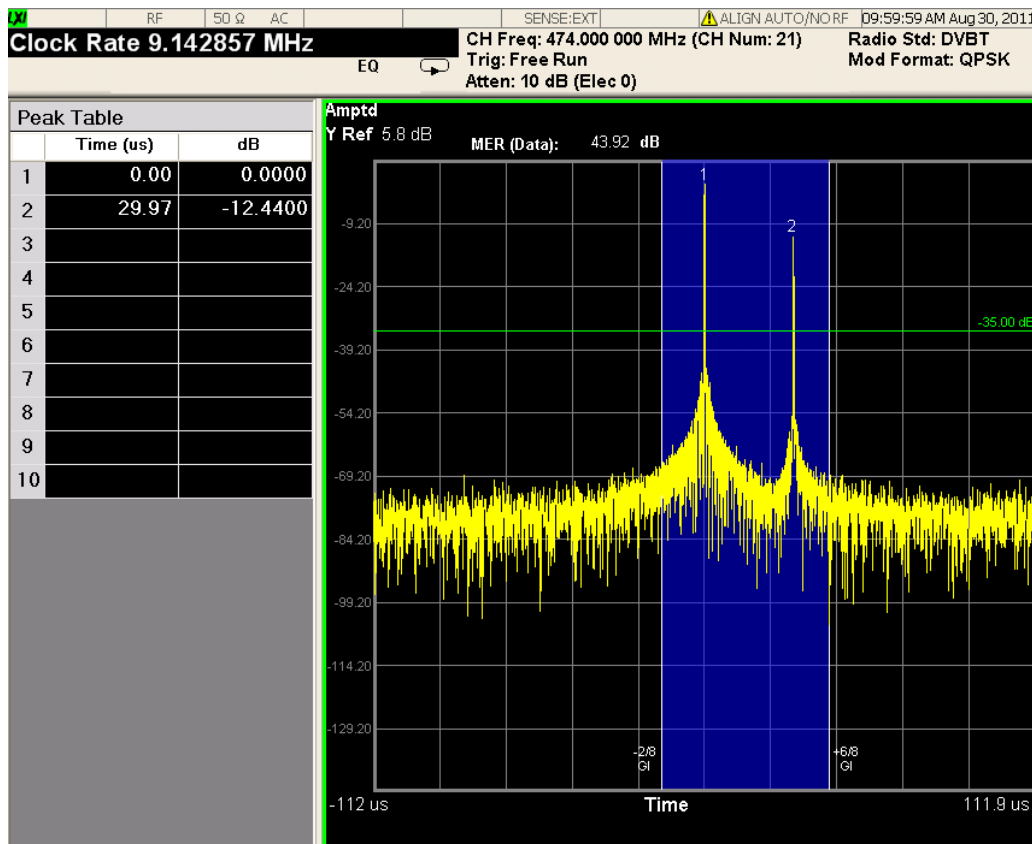 LXI RF 50 Ω AC SENSE:EXT ALIGN AUTO/NO RF 09:59:59 AM Aug 30, 2011
Clock Rate 9.142857 MHz
EQ
CH Freq: 474.000 000 MHz (CH Num: 21)
Trig: Free Run
Atten: 10 dB (Elec 0)
Radio Std: DVBT
Mod Format: QPSK
Peak Table
Time (us) dB
1 0.00 0.0000
2 29.97 -12.4400
3
4
5
6
7
8
9
10
Amptd
Y Ref 5.8 dB
MER (Data): 43.92 dB
1
2
-9.20
-24.20
-35.00 dB
-39.20
-54.20
-69.20
-84.20
-99.20
-114.20
-129.20
-2/8
GI
+6/8
GI
-112 us Time 111.9 us